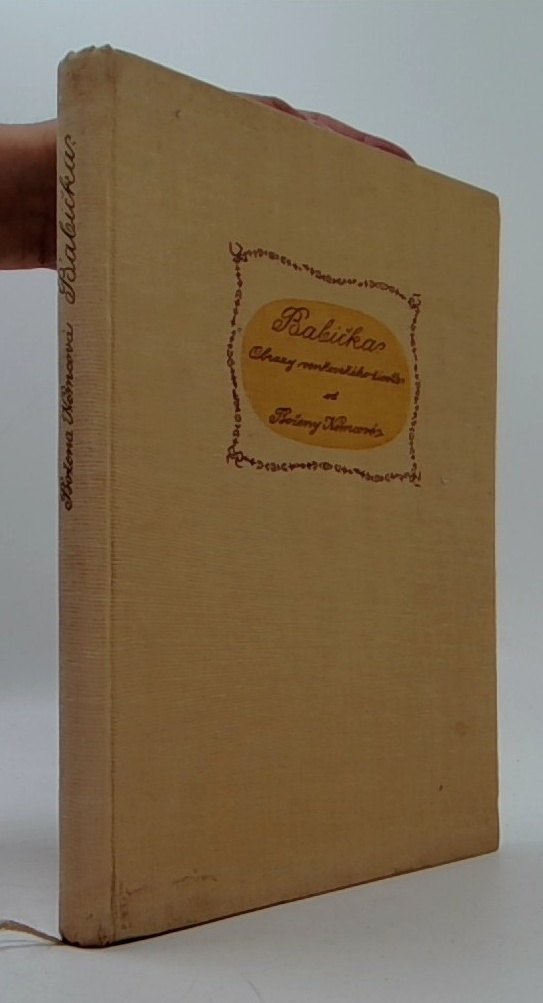 Božena Němcová Babička
Babička
Obrazy venkovského života
od
Boženy Němcové